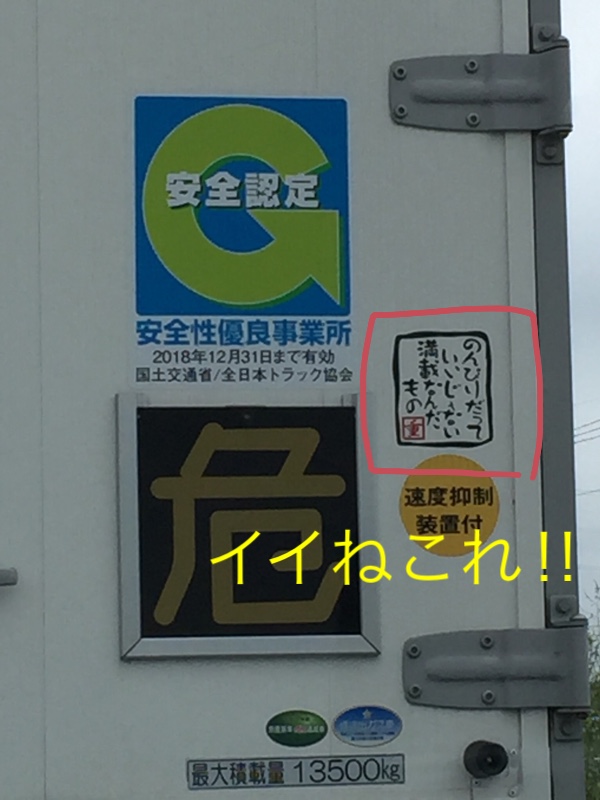 安全認定
安全性優良事業所
2018年12月31日まで有効
国土交通省/全日本トラック協会
のんびりだって
いいじゃない
満載なんだ
もの
重
危
速度抑制
装置付
イイねこれ!!
最大積載量 13500kg